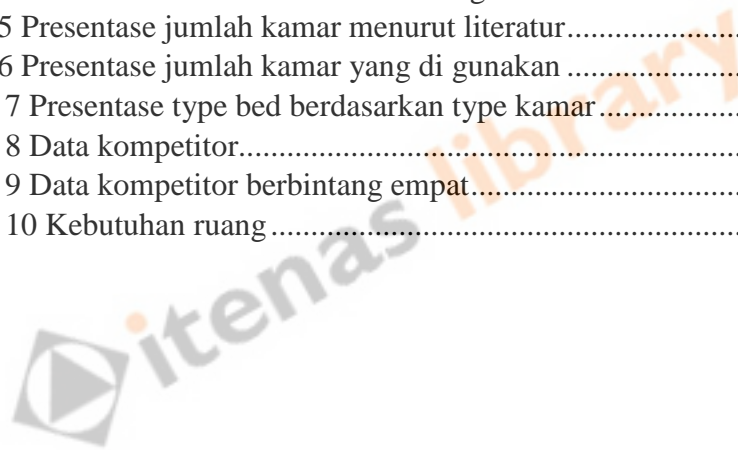 5 Presentase jumlah kamar menurut literatur
6 Presentase jumlah kamar yang di gunakan
7 Presentase type bed berdasarkan type kamar
8 Data kompetitor
9 Data kompetitor berbintang empat
10 Kebutuhan ruang
itenas library